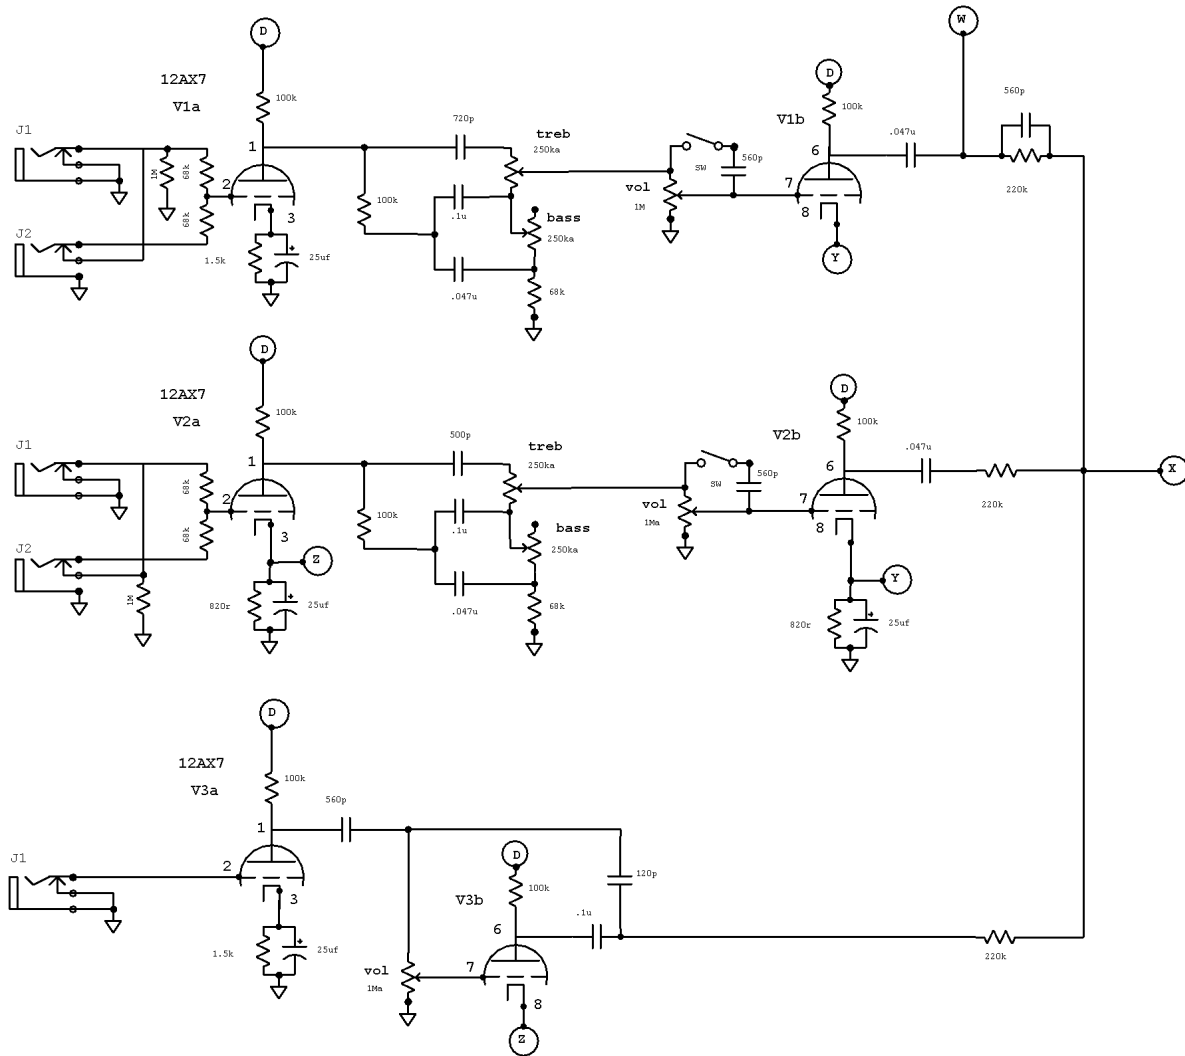 D
W
12AX7
V1a
100k
D
560p
J1
720p
treb
250ka
V1b
100k
.047u
1
6
1M
68k
2
100k
SW
560p
vol
1M
7
220k
3
.1u
bass
250ka
8
J2
68k
1.5k
25uf
.047u
68k
Y
D
12AX7
V2a
100k
D
500p
treb
250ka
V2b
100k
J1
1
6
.047u
X
68k
2
100k
SW
560p
vol
1Ma
7
220k
3
.1u
bass
250ka
8
J2
68k
Z
Y
1M
820r
25uf
.047u
68k
820r
25uf
D
12AX7
V3a
100k
560p
1
D
J1
2
100k
120p
3
V3b
.1u
6
1.5k
25uf
vol
1Ma
7
220k
8
Z